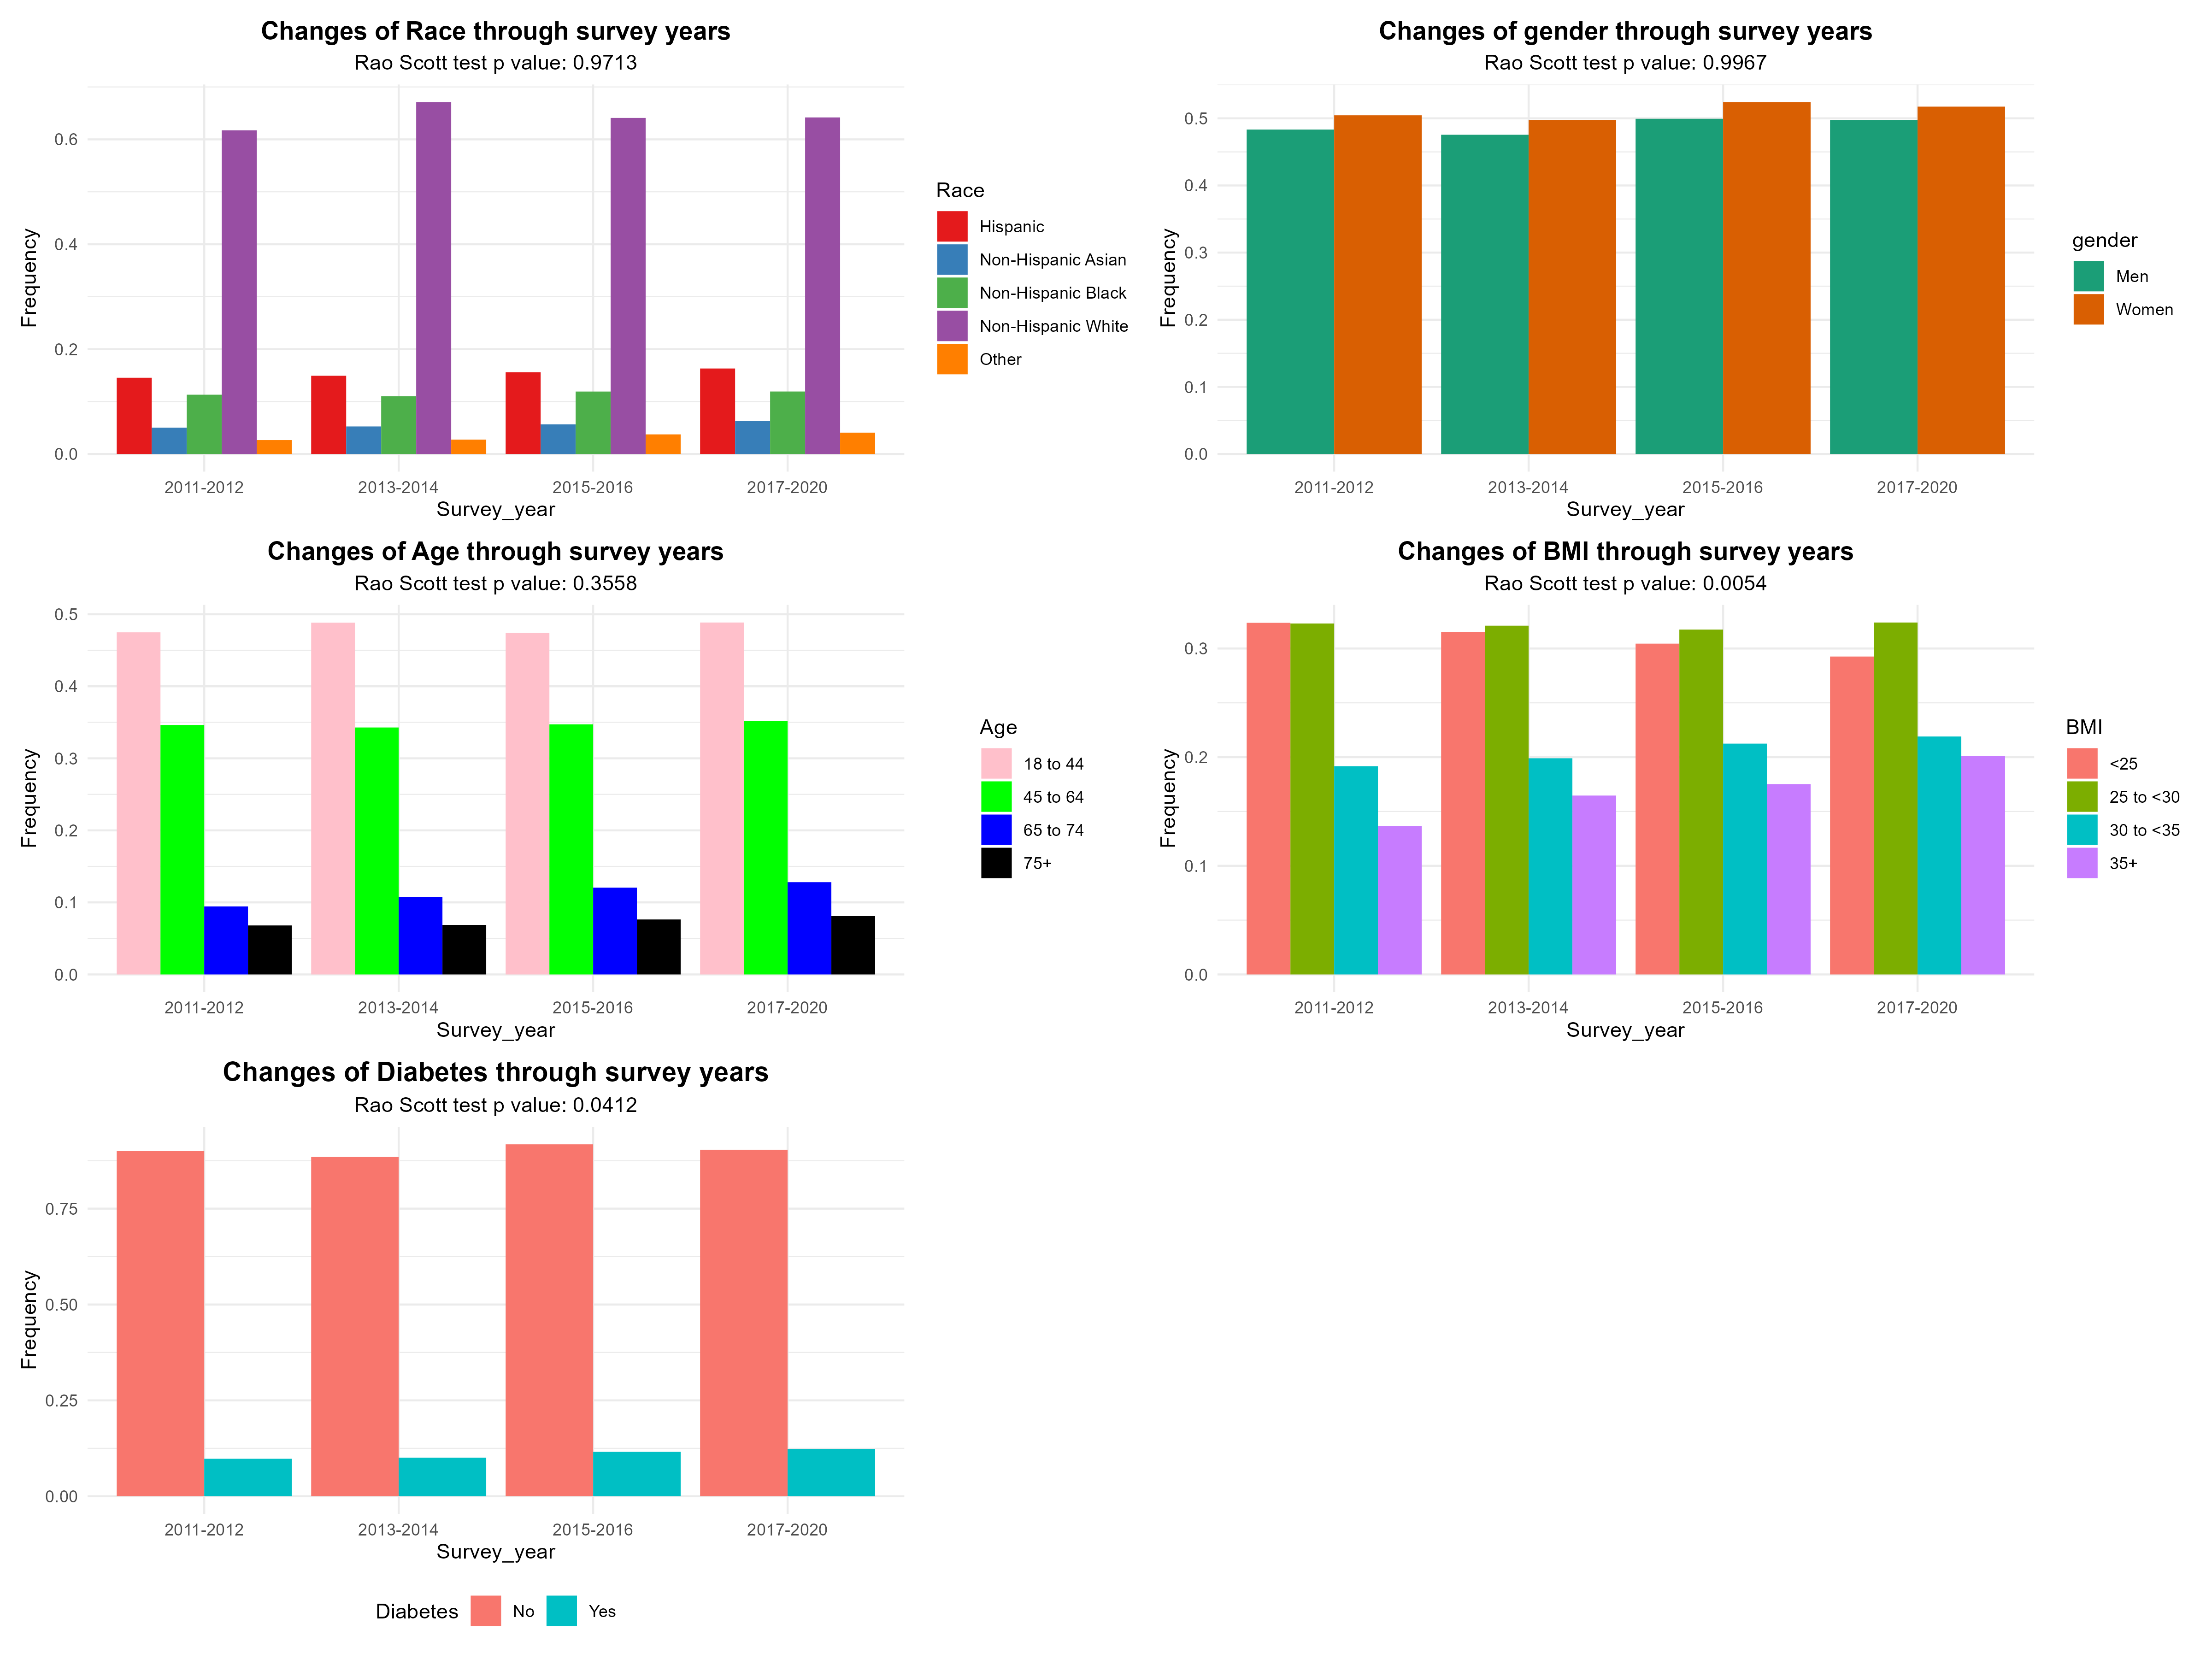 Changes of Race through survey years
Rao Scott test p value: 0.9713
Frequency
0.6
0.4
0.2
0.0
2011-2012 2013-2014 2015-2016 2017-2020
Survey_year
Race
Hispanic
Non-Hispanic Asian
Non-Hispanic Black
Non-Hispanic White
Other
Changes of gender through survey years
Rao Scott test p value: 0.9967
Frequency
0.5
0.4
0.3
0.2
0.1
0.0
2011-2012 2013-2014 2015-2016 2017-2020
Survey_year
gender
Men
Women
Changes of Age through survey years
Rao Scott test p value: 0.3558
Frequency
0.5
0.4
0.3
0.2
0.1
0.0
2011-2012 2013-2014 2015-2016 2017-2020
Survey_year
Age
18 to 44
45 to 64
65 to 74
75+
Changes of BMI through survey years
Rao Scott test p value: 0.0054
Frequency
0.3
0.2
0.1
0.0
2011-2012 2013-2014 2015-2016 2017-2020
Survey_year
BMI
<25
25 to <30
30 to <35
35+
Changes of Diabetes through survey years
Rao Scott test p value: 0.0412
Frequency
0.75
0.50
0.25
0.00
2011-2012 2013-2014 2015-2016 2017-2020
Survey_year
Diabetes No Yes